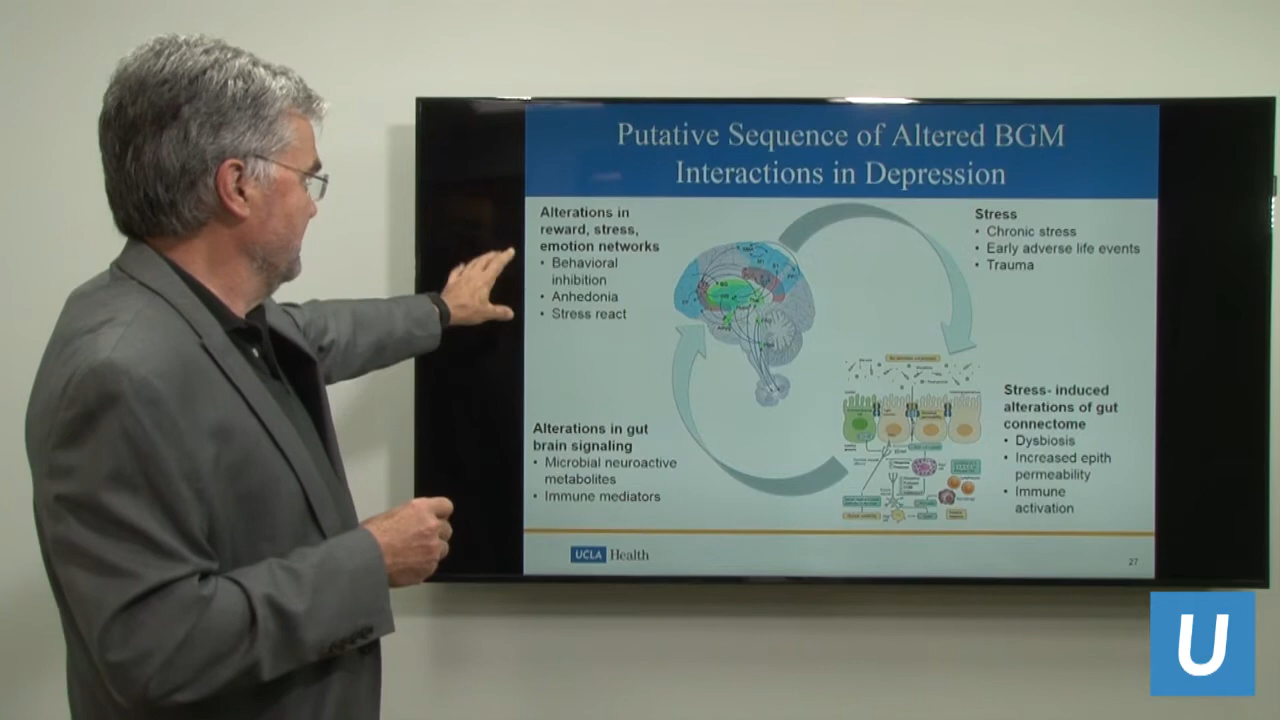 Putative Sequence of Altered BGM
Interactions in Depression
Alterations in
reward, stress,
emotion networks
• Behavioral
inhibition
• Anhedonia
• Stress react
Stress
• Chronic stress
• Early adverse life events
• Trauma
Alterations in gut
brain signaling
• Microbial neuroactive
metabolites
• Immune mediators
Stress- induced
alterations of gut
connectome
• Dysbiosis
• Increased epith
permeability
• Immune
activation
UCLA Health
27
U